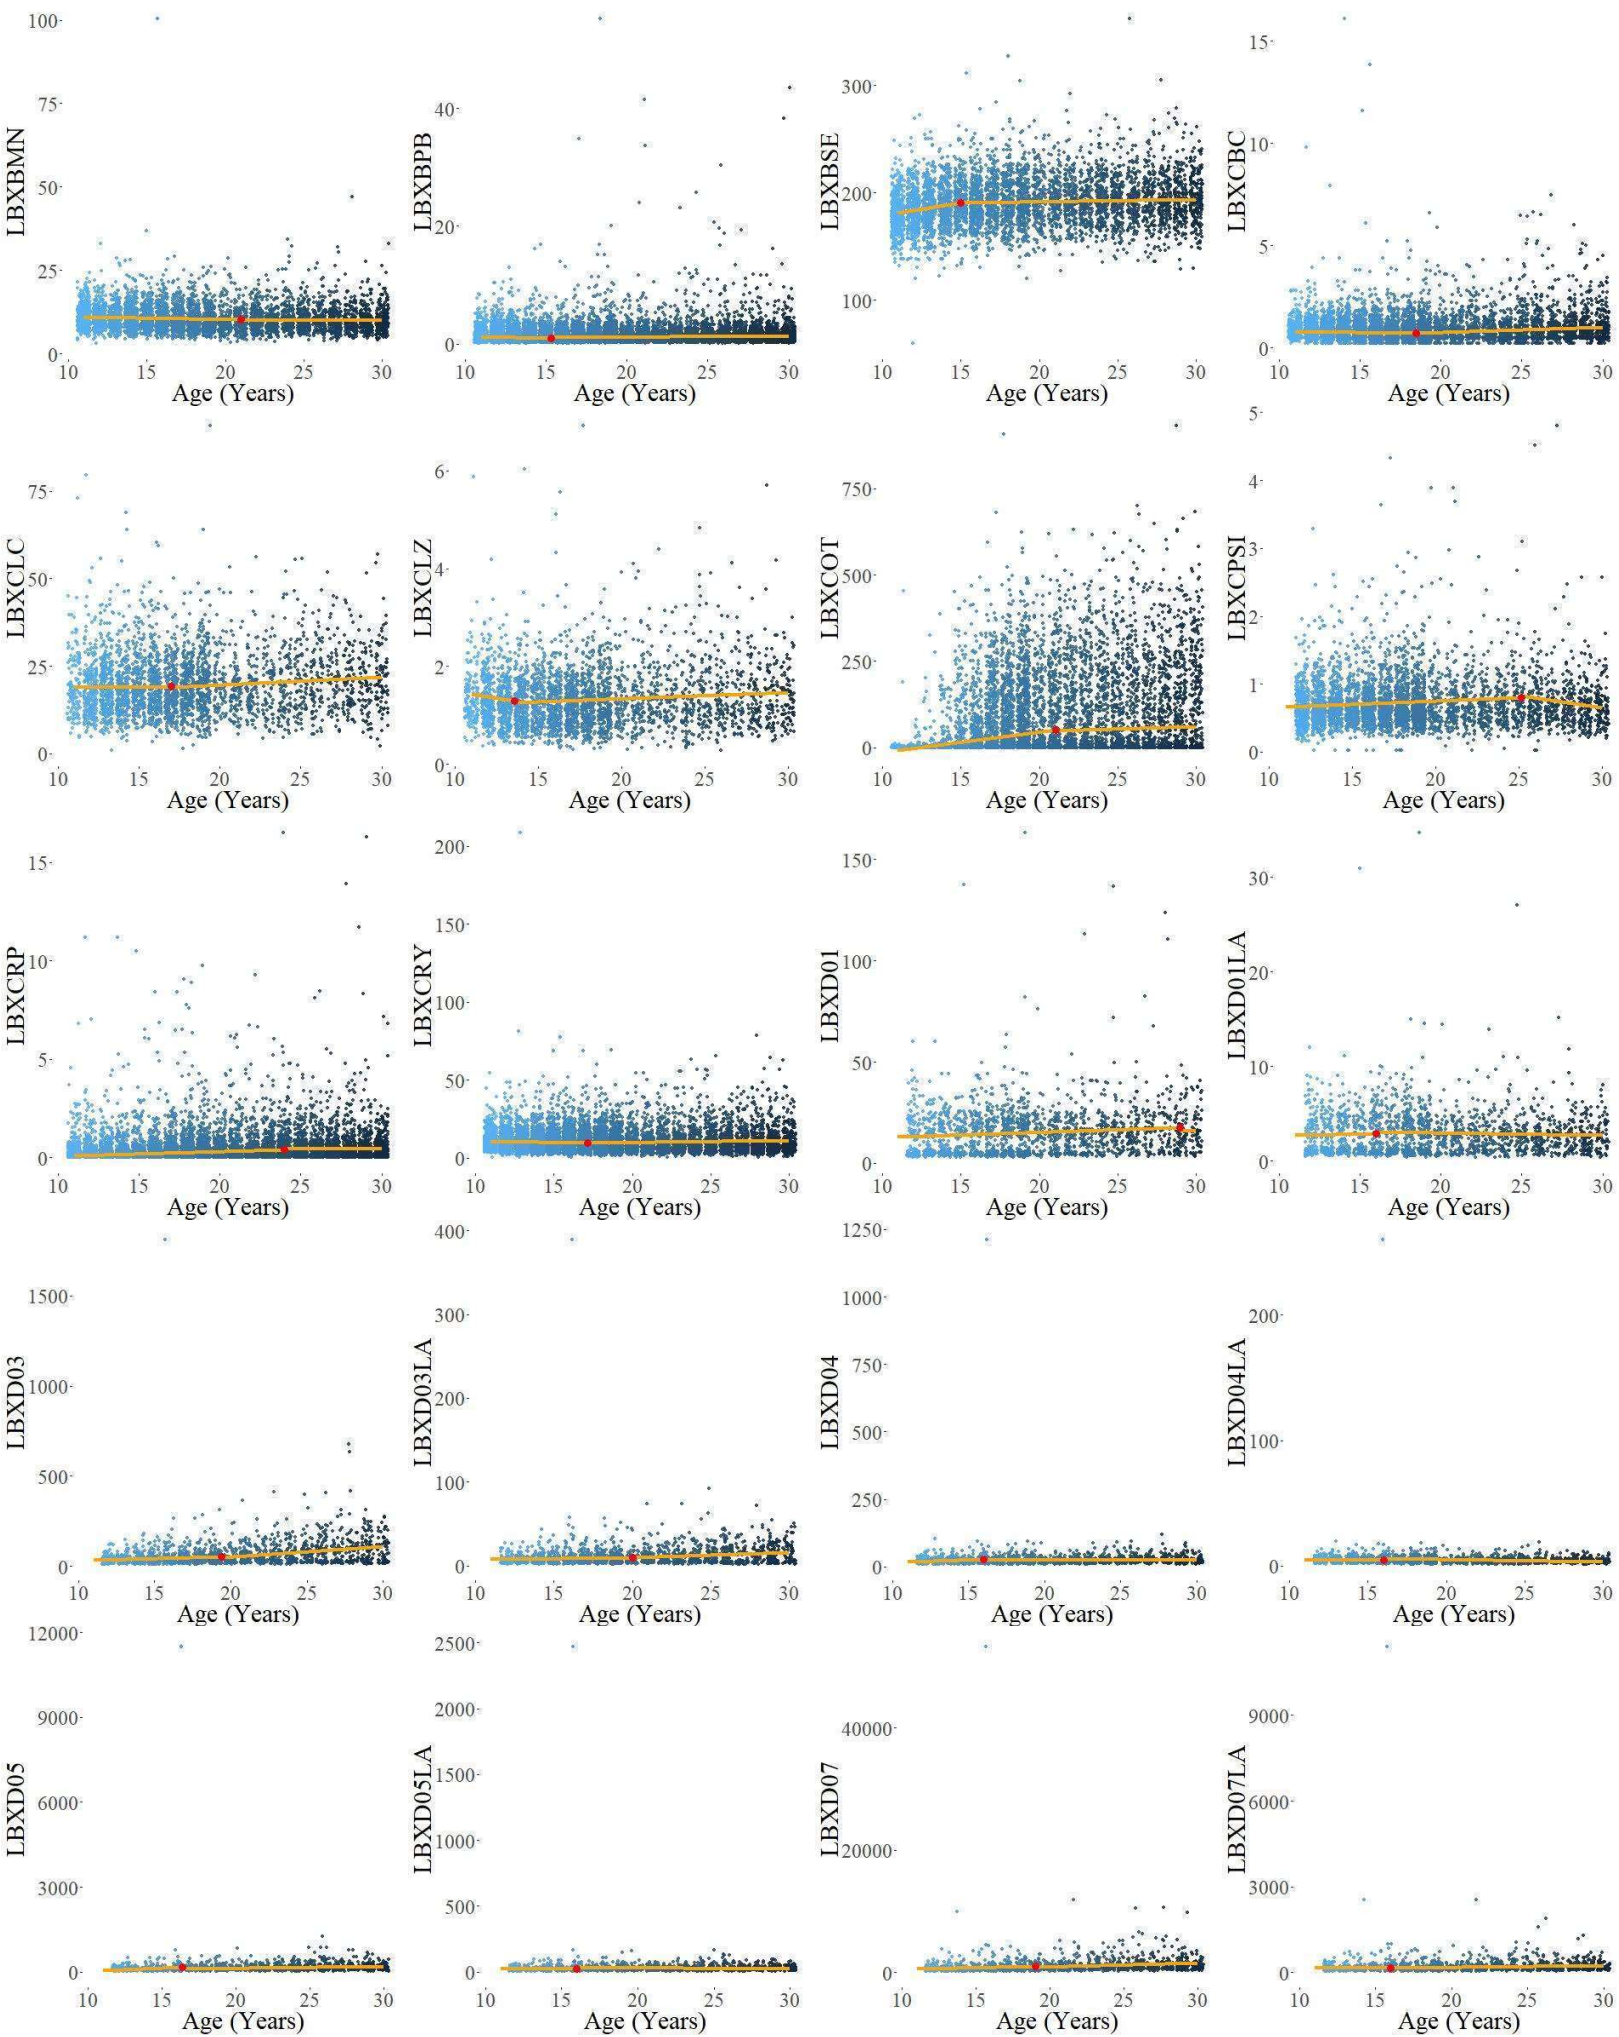 LBXBMN
100
75
50
25
0
10 15 20 25 30
Age (Years)
LBXBPB
40
20
0
10 15 20 25 30
Age (Years)
LBXBSE
300
200
100
10 15 20 25 30
Age (Years)
LBXCBC
15
10
5
0
10 15 20 25 30
Age (Years)
LBXCLC
75
50
25
0
10 15 20 25 30
Age (Years)
LBXCLZ
6
4
2
0
10 15 20 25 30
Age (Years)
LBXCOT
750
500
250
0
10 15 20 25 30
Age (Years)
LBXCPSI
5
4
3
2
1
0
10 15 20 25 30
Age (Years)
LBXCRP
15
10
5
0
10 15 20 25 30
Age (Years)
LBXCRY
200
150
100
50
0
10 15 20 25 30
Age (Years)
LBXD01
150
100
50
0
10 15 20 25 30
Age (Years)
LBXD01LA
30
20
10
0
10 15 20 25 30
Age (Years)
LBXD03
1500
1000
500
0
10 15 20 25 30
Age (Years)
LBXD03LA
400
300
200
100
0
10 15 20 25 30
Age (Years)
LBXD04
1250
1000
750
500
250
0
10 15 20 25 30
Age (Years)
LBXD04LA
200
100
0
10 15 20 25 30
Age (Years)
LBXD05
12000
9000
6000
3000
0
10 15 20 25 30
Age (Years)
LBXD05LA
2500
2000
1500
1000
500
0
10 15 20 25 30
Age (Years)
LBXD07
40000
20000
0
10 15 20 25 30
Age (Years)
LBXD07LA
9000
6000
3000
0
10 15 20 25 30
Age (Years)